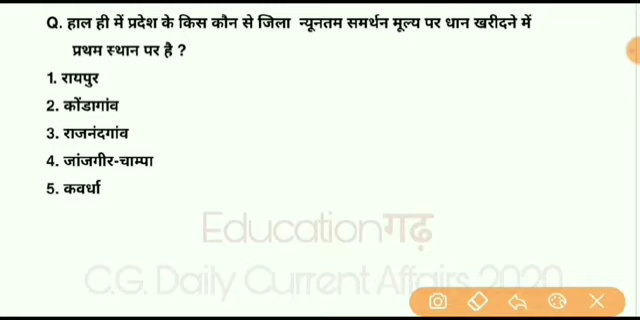 Q. हाल ही में प्रदेश के किस कौन से जिला न्यूनतम समर्थन मूल्य पर धान खरीदने में
प्रथम स्थान पर है ?
1. रायपुर
2. कोंडागांव
3. राजनंदगांव
4. जांजगीर-चाम्पा
5. कवर्धा
Educationगढ़
C.G. Daily Current Affairs 2020